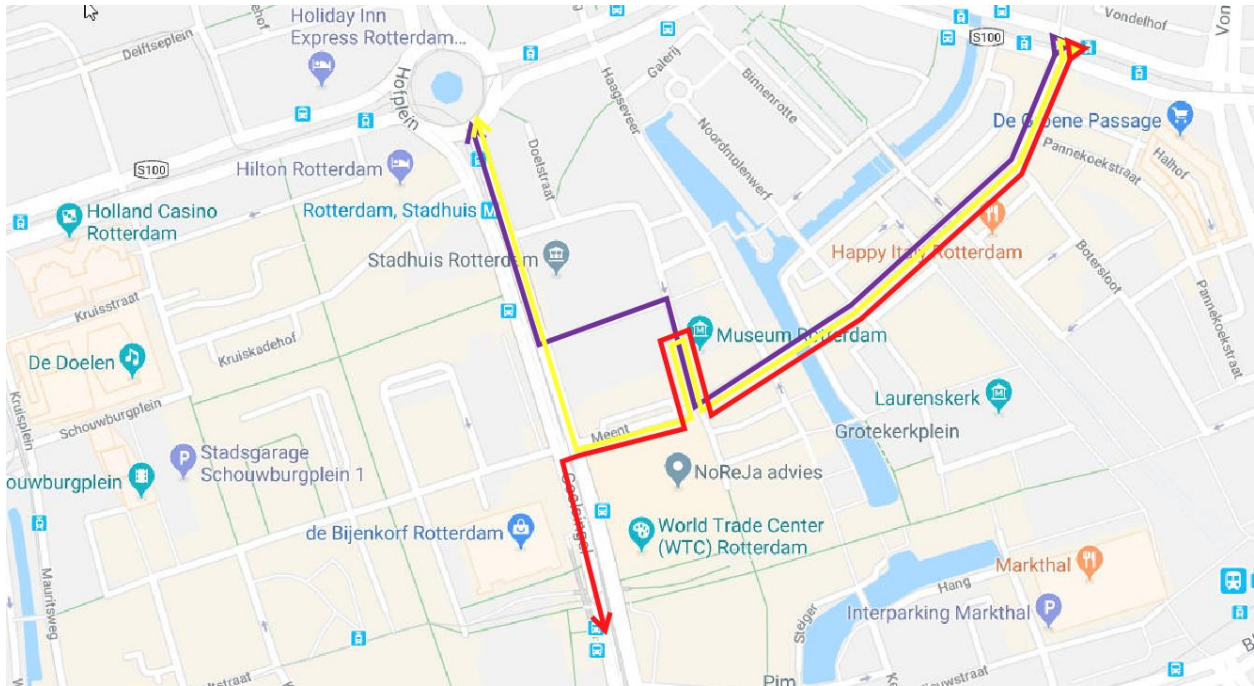 Holiday Inn
Express Rotterdam...
Delftseplein
Hofplein
Haagseveer
Galerij
Binnenrotte
S100
Vondelhof
De Groene Passage
Pannekoekstraat
Halhof
S100
Hilton Rotterdam
Doelstraat
Noordmolenwerf
Holland Casino
Rotterdam
Rotterdam, Stadhuis M
Stadhuis Rotterdam
Happy Italy Rotterdam
Botersloot
Pannekoekstraat
Kruisstraat
Kruiskadehof
Museum Rotterdam
De Doelen
Schouwburgplein
Kruisplein
Laurenskerk
Grotekerkplein
Meent
Stadsgarage
Schouwburgplein 1
P
ouwburgplein
NoReJa advies
Coolsingel
de Bijenkorf Rotterdam
World Trade Center
(WTC) Rotterdam
Markthal
Hang
Interparking Markthal
P
Steiger
Mauritsweg
Pim